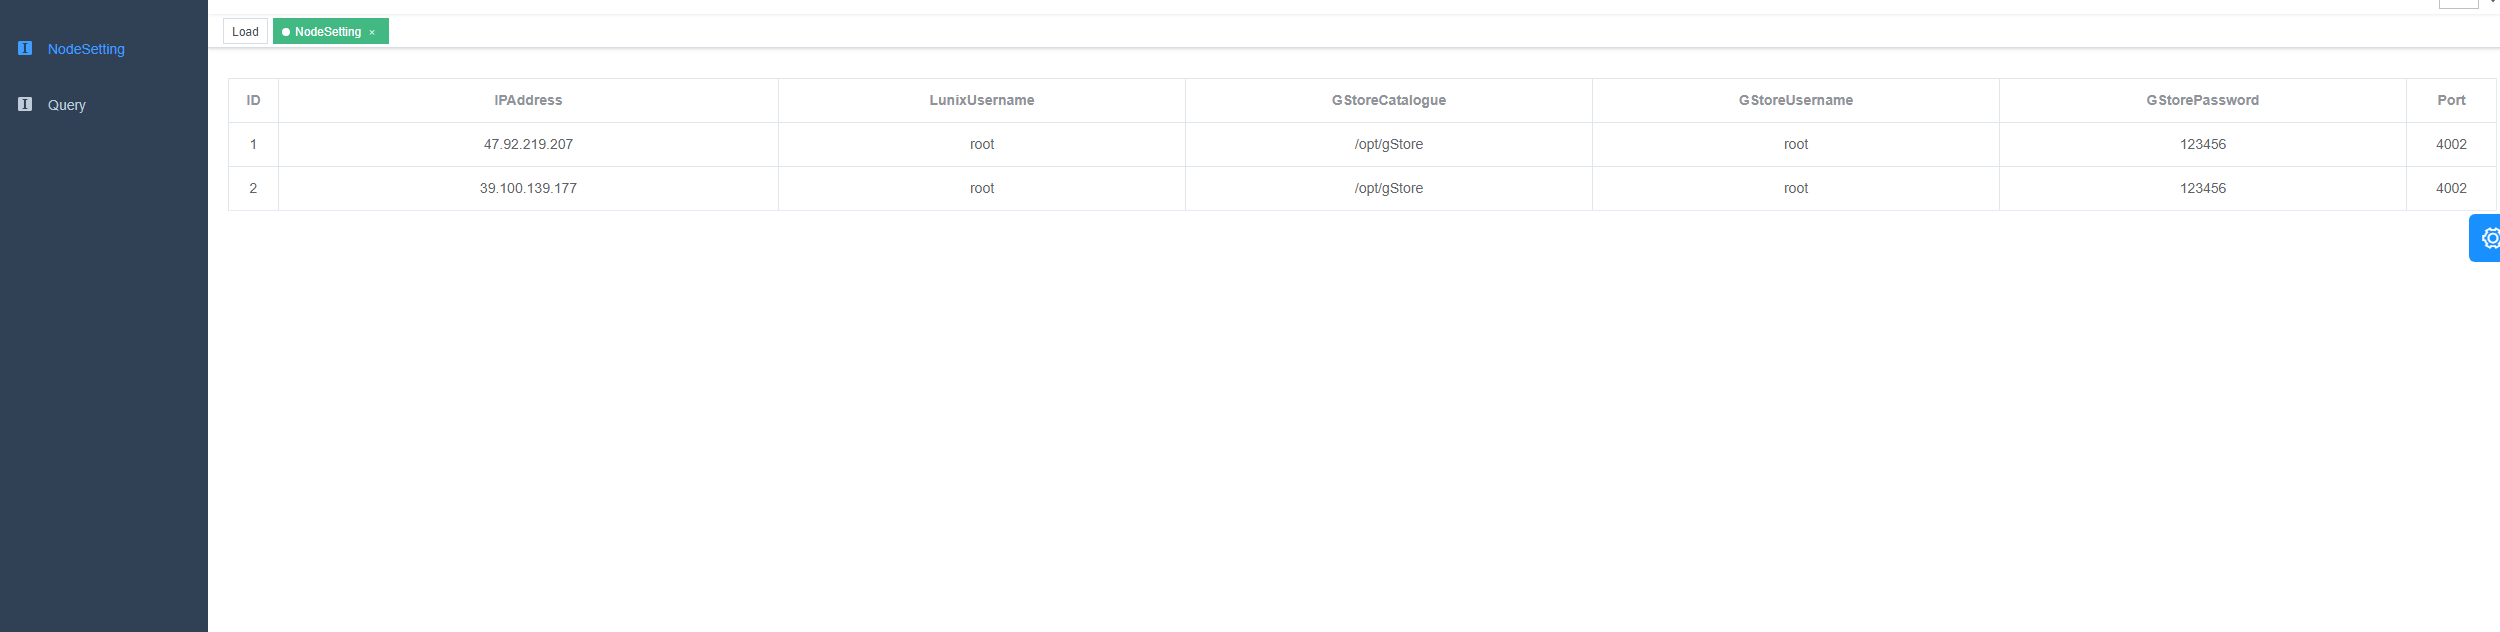 NodeSetting
Query
Load
NodeSetting ×
ID IPAddress LunixUsername GStoreCatalogue GStoreUsername GStorePassword Port
1 47.92.219.207 root /opt/gStore root 123456 4002
2 39.100.139.177 root /opt/gStore root 123456 4002